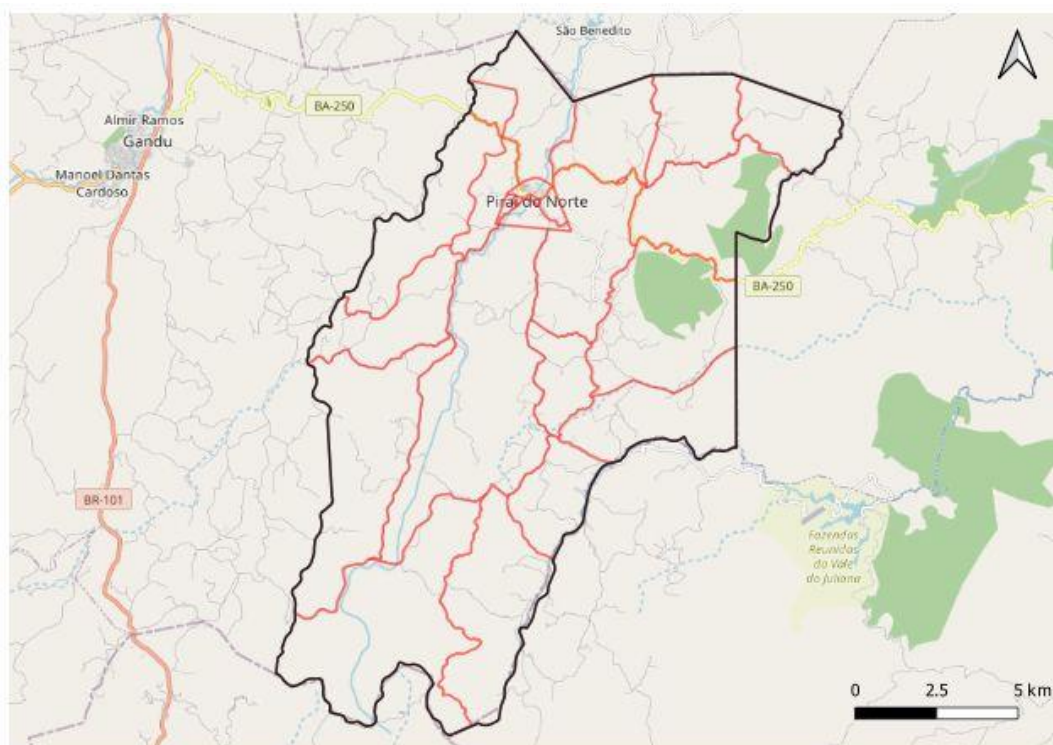 São Benedito
BA-250
Almir Ramos
Gandu
Manoel Dantas
Cardoso
Piraí do Norte
BA-250
BR-101
Fazendas
Reunidas
do Vale
do Juliana
0 2.5 5 km